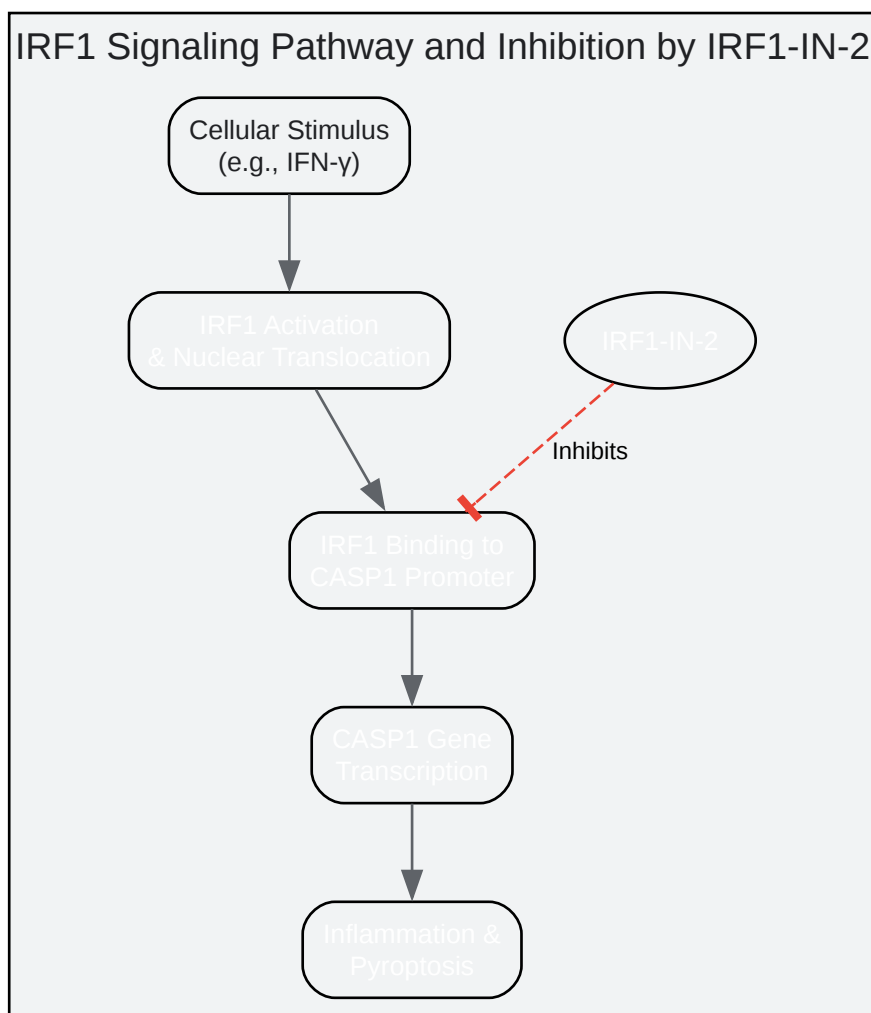 IRF1 Signaling Pathway and Inhibition by IRF1-IN-2
Cellular Stimulus
(e.g., IFN-γ)
IRF1 Activation
& Nuclear Translocation
IRF1-IN-2
Inhibits
IRF1 Binding to
CASP1 Promoter
CASP1 Gene
Transcription
Inflammation &
Pyroptosis